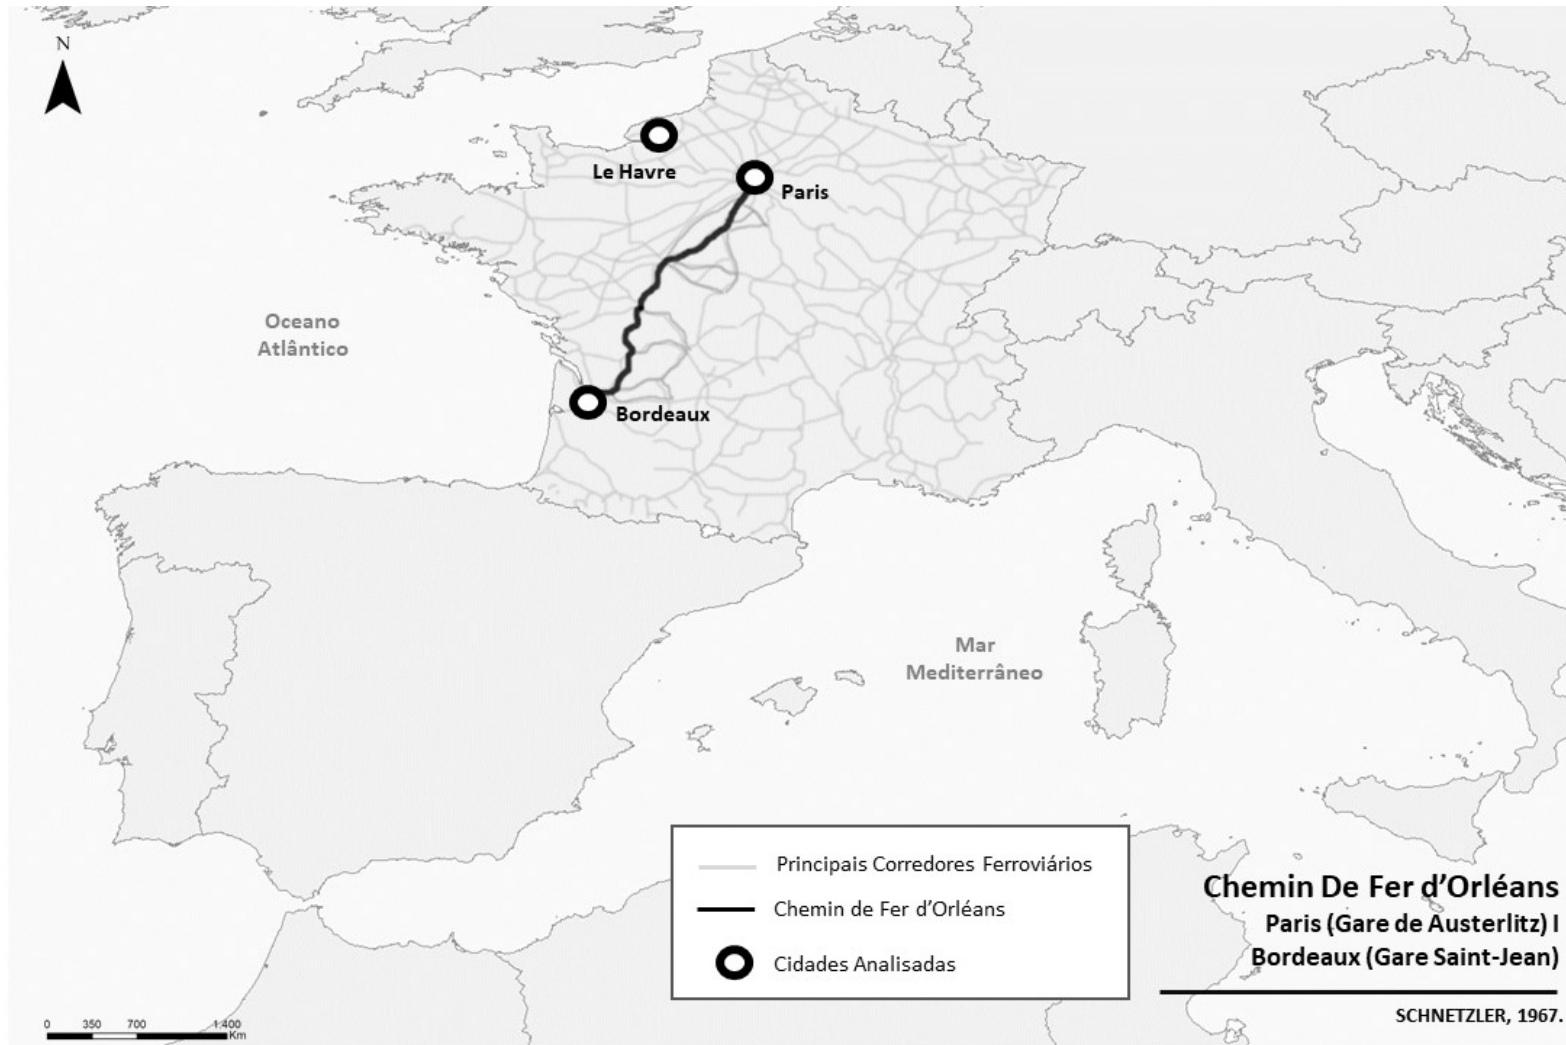 N
Le Havre
Paris
Oceano
Atlântico
Bordeaux
Mar
Mediterrâneo
Principais Corredores Ferroviários
Chemin de Fer d’Orléans
Cidades Analisadas
Chemin De Fer d’Orléans
Paris (Gare de Austerlitz) I
Bordeaux (Gare Saint-Jean)
SCHNETZLER, 1967.
0 350 700 1.400
Km